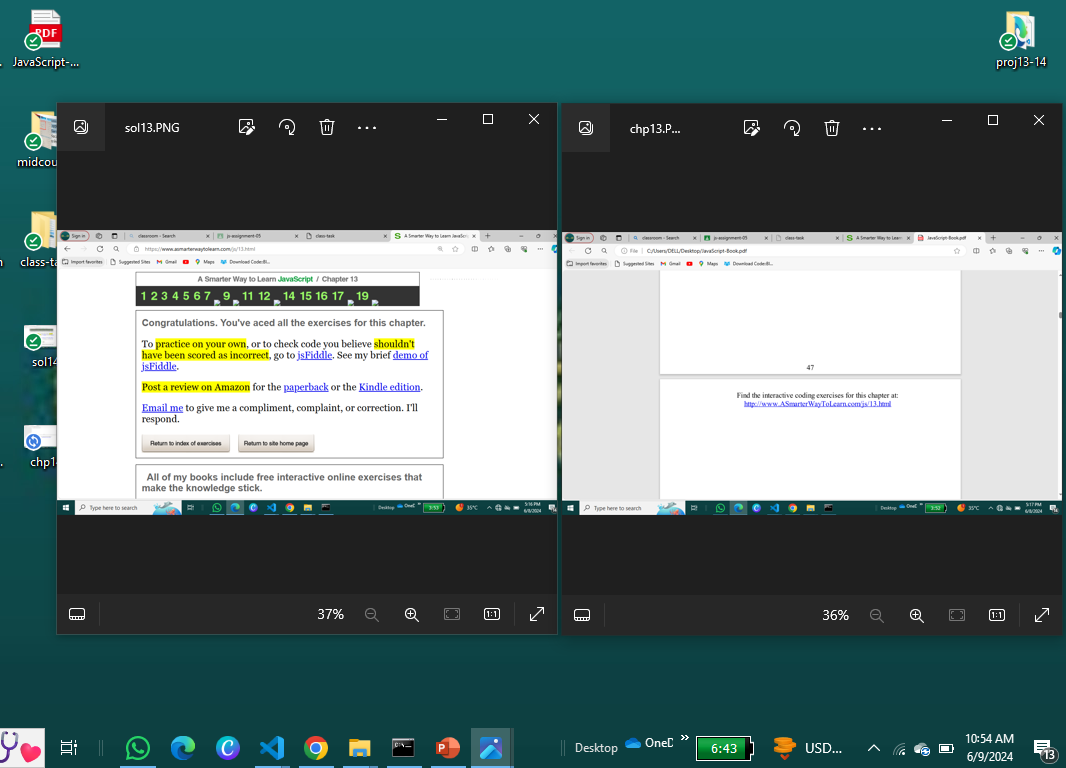 JavaScript-...
proj13-14
midcou
class-ta
sol14
chp14
sol13.PNG
Sign in
classroom - Search
js-assignment-05
class-task
A Smarter Way to Learn JavaSc
https://www.asmarterwaytolearn.com/js/13.html
Import favorites
Suggested Sites
Gmail
Maps
Download Code:Bl...
A Smarter Way to Learn JavaScript / Chapter 13
1 2 3 4 5 6 7 9 11 12 14 15 16 17 19
Congratulations. You've aced all the exercises for this chapter.
To practice on your own, or to check code you believe shouldn't
have been scored as incorrect, go to jsFiddle. See my brief demo of
jsFiddle.
Post a review on Amazon for the paperback or the Kindle edition.
Email me to give me a compliment, complaint, or correction. I'll
respond.
Return to index of exercises
Return to site home page
All of my books include free interactive online exercises that
make the knowledge stick.
Type here to search
Desktop
OneD
3:53
35°C
5:16 PM
6/8/2024
37%
1:1
chp13.P...
Sign in
classroom - Search
js-assignment-05
class-task
A Smarter Way to Learn
JavaScript-Book.pdf
File
C:/Users/DELL/Desktop/JavaScript-Book.pdf
Import favorites
Suggested Sites
Gmail
Maps
Download Code:Bl...
47
Find the interactive coding exercises for this chapter at:
http://www.ASmarterWayToLearn.com/js/13.html
Type here to search
Desktop
OneD
3:52
35°C
5:17 PM
6/8/2024
36%
1:1
Desktop
OneD
6:43
USD...
10:54 AM
6/9/2024
13